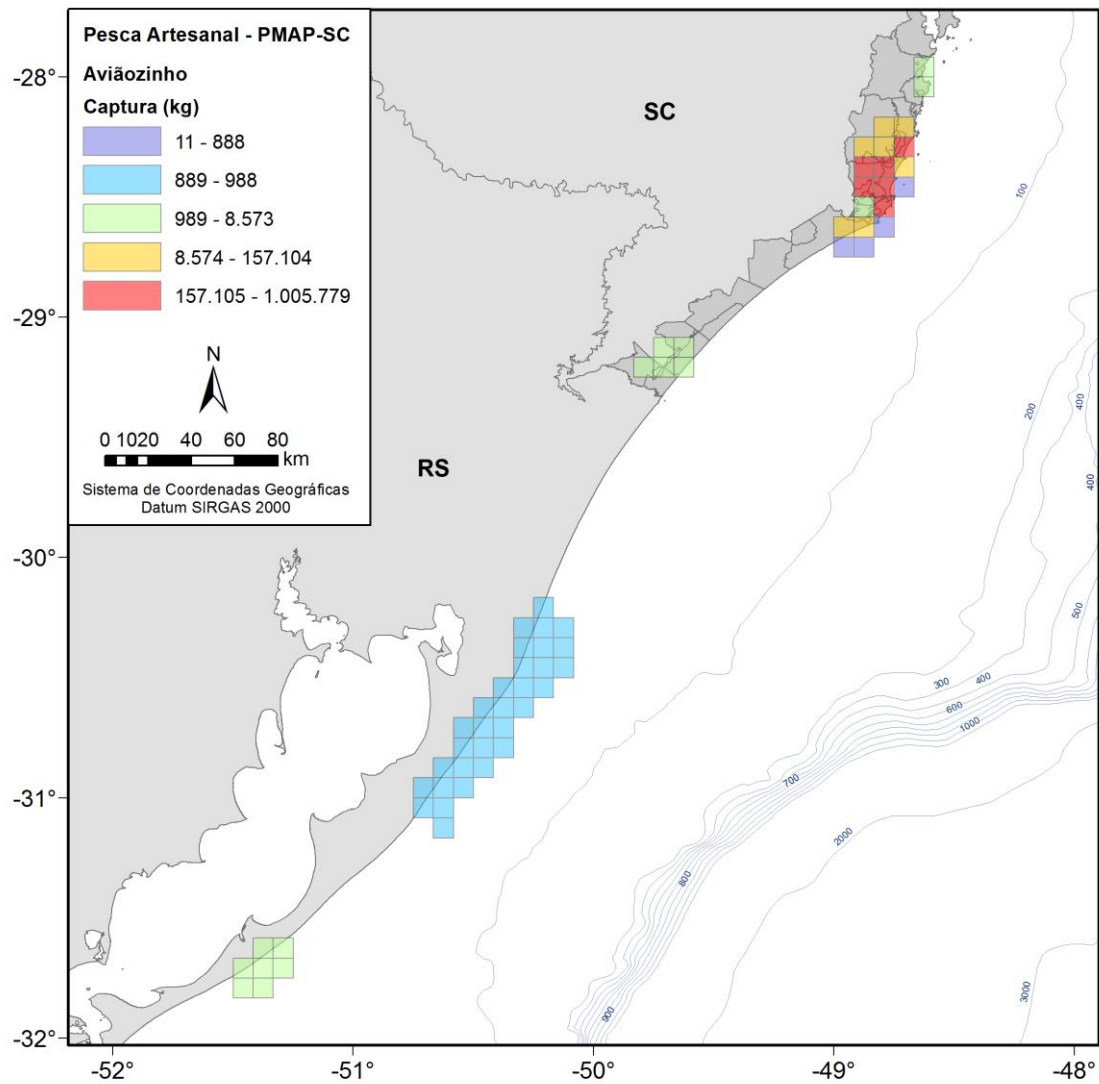 Pesca Artesanal - PMAP-SC
Aviãozinho
Captura (kg)
11 - 888
889 - 988
989 - 8.573
8.574 - 157.104
157.105 - 1.005.779
N
0 1020 40 60 80
km
Sistema de Coordenadas Geográficas
Datum SIRGAS 2000
SC
RS
100
200
400
400
500
300
400
600
1000
700
2000
800
900
3000
-28°
-29°
-30°
-31°
-32°
-52°
-51°
-50°
-49°
-48°